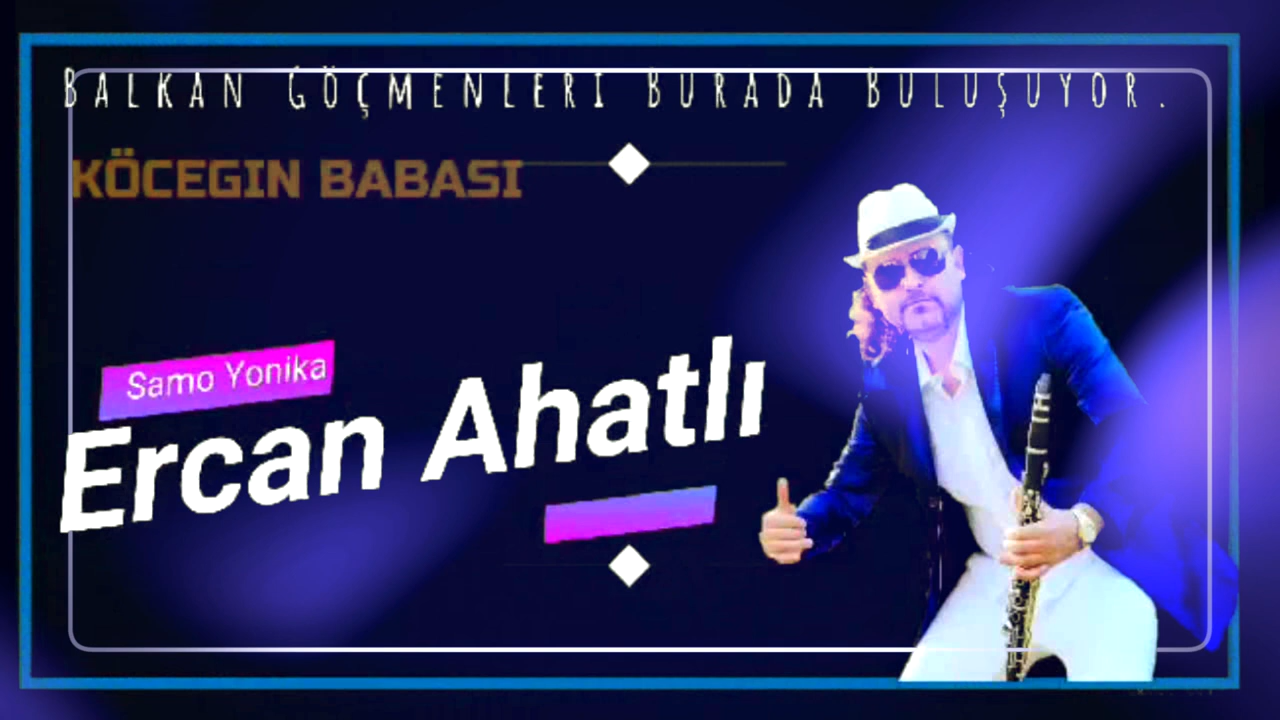 BALKAN GÖÇMENLERI BURADA BULUŞUYOR.
KÖCEGIN BABASI
Samo Yonika
Ercan Ahatlı